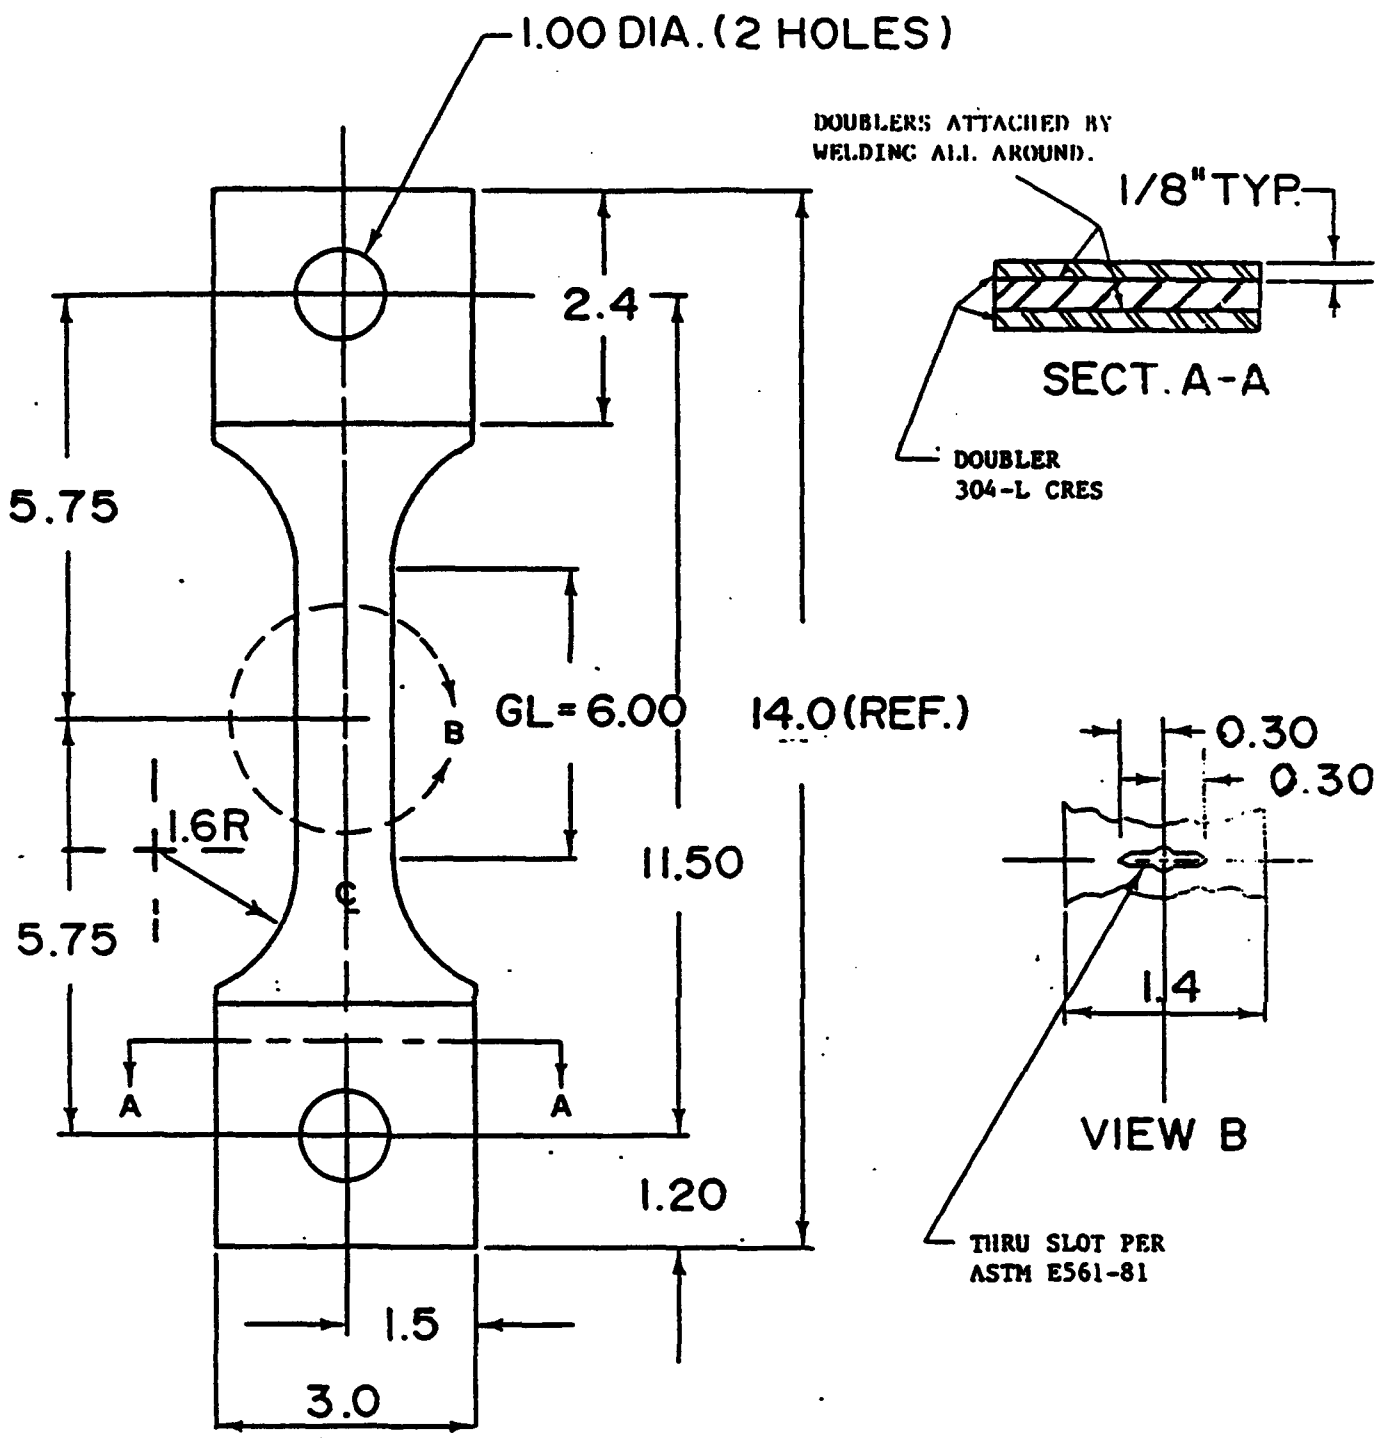 1.00 DIA. (2 HOLES)
DOUBLERS ATTACHED BY
WELDING ALL AROUND.
1/8" TYP.
2.4
SECT. A-A
DOUBLER
304-L CRES
5.75
GL=6.00
14.0 (REF.)
B
0.30
0.30
1.6R
11.50
℄
5.75
1.4
A
A
VIEW B
1.20
THRU SLOT PER
ASTM E561-81
1.5
3.0